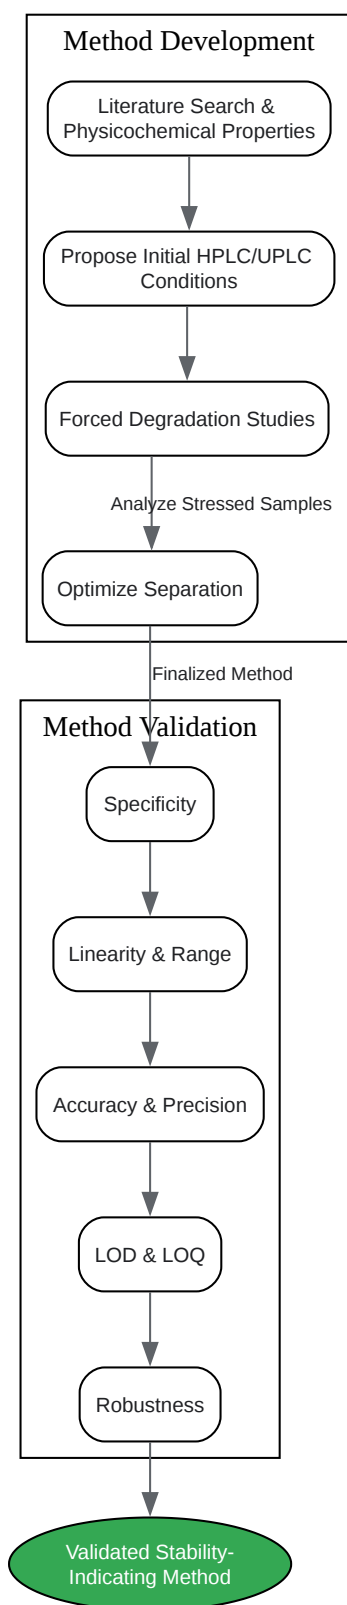 Method Development
Literature Search &
Physicochemical Properties
Propose Initial HPLC/UPLC
Conditions
Forced Degradation Studies
Analyze Stressed Samples
Optimize Separation
Finalized Method
Method Validation
Specificity
Linearity & Range
Accuracy & Precision
LOD & LOQ
Robustness
Validated Stability-
Indicating Method